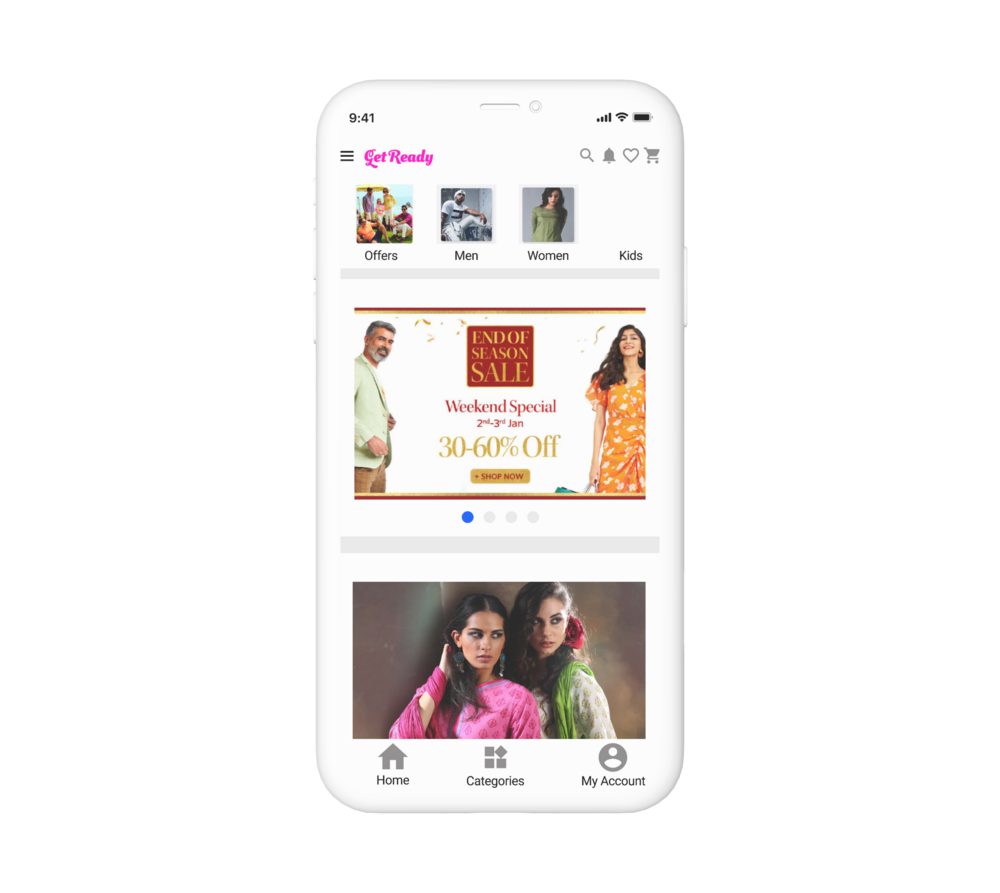 9:41
Get Ready
Offers Men Women Kids
END OF
SEASON
SALE
Weekend Special
2nd-3rd Jan
30-60% Off
+ SHOP NOW
Home Categories My Account